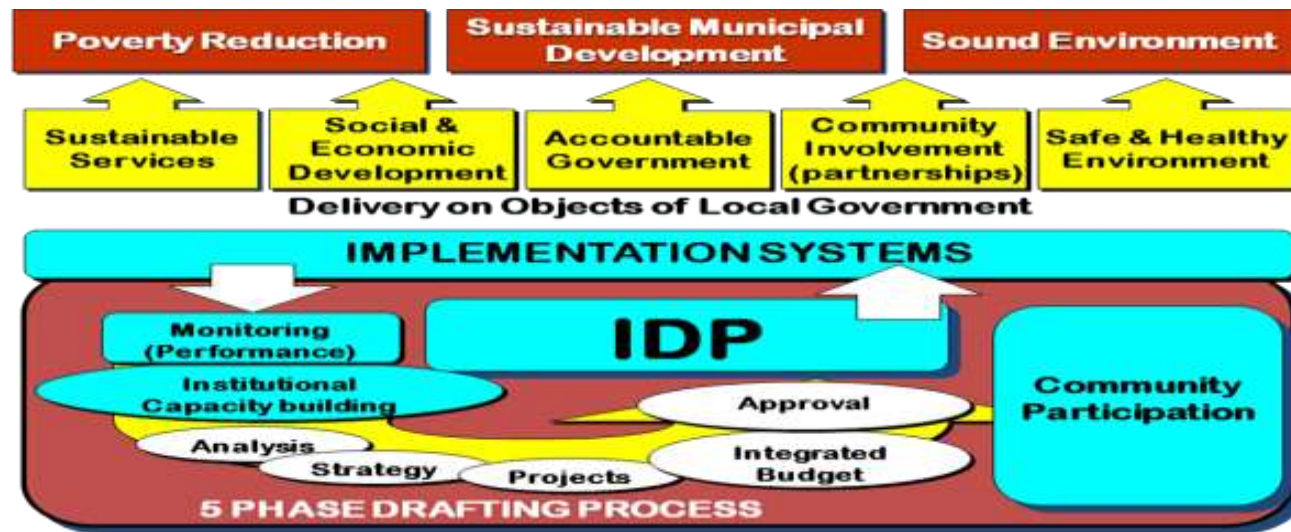 Poverty Reduction
Sustainable Municipal
Development
Sound Environment
Sustainable
Services
Social &
Economic
Development
Accountable
Government
Community
Involvement
(partnerships)
Safe & Healthy
Environment
Delivery on Objects of Local Government
IMPLEMENTATION SYSTEMS
Monitoring
(Performance)
IDP
Community
Participation
Institutional
Capacity building
Approval
Analysis
Strategy
Projects
Integrated
Budget
5 PHASE DRAFTING PROCESS